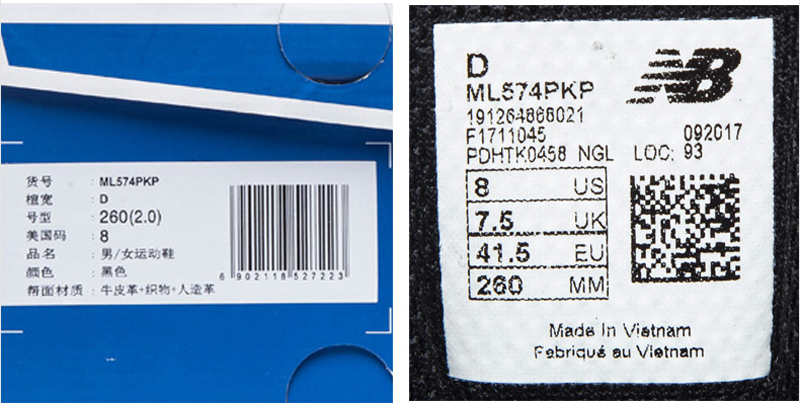 货号 : ML574PKP
楦宽 : D
号型 : 260(2.0)
美国码 : 8
品名 : 男/女运动鞋
颜色 : 黑色
帮面材质 : 牛皮革+织物+人造革
6 902118 527223
D
ML574PKP
191264868021
F1711045 092017
PDHTK0458 NGL LOC: 93
8 US
7.5 UK
41.5 EU
260 MM
Made In Vietnam
Fabriqué au Vietnam